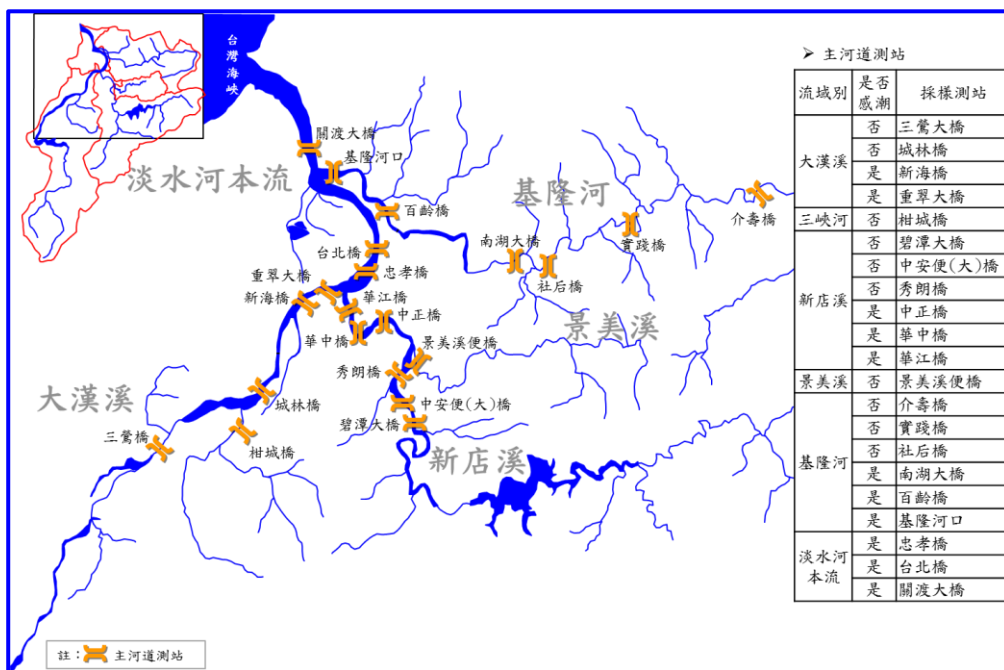 台灣海峽
關渡大橋
基隆河口
淡水河本流
百齡橋
基隆河
介壽橋
台北橋
南湖大橋
實踐橋
忠孝橋
社后橋
重翠大橋
新海橋
華江橋
中正橋
華中橋
景美溪
景美溪便橋
秀朗橋
大漢溪
城林橋
中安便(大)橋
碧潭大橋
三鶯橋
柑城橋
新店溪
註：主河道測站
➢ 主河道測站
流域別 是否感潮 採樣測站
大漢溪 否 三鶯大橋
否 城林橋
是 新海橋
是 重翠大橋
三峽河 否 柑城橋
新店溪 否 碧潭大橋
否 中安便(大)橋
否 秀朗橋
是 中正橋
是 華中橋
是 華江橋
景美溪 否 景美溪便橋
基隆河 否 介壽橋
否 實踐橋
否 社后橋
是 南湖大橋
是 百齡橋
是 基隆河口
淡水河本流 是 忠孝橋
是 台北橋
是 關渡大橋